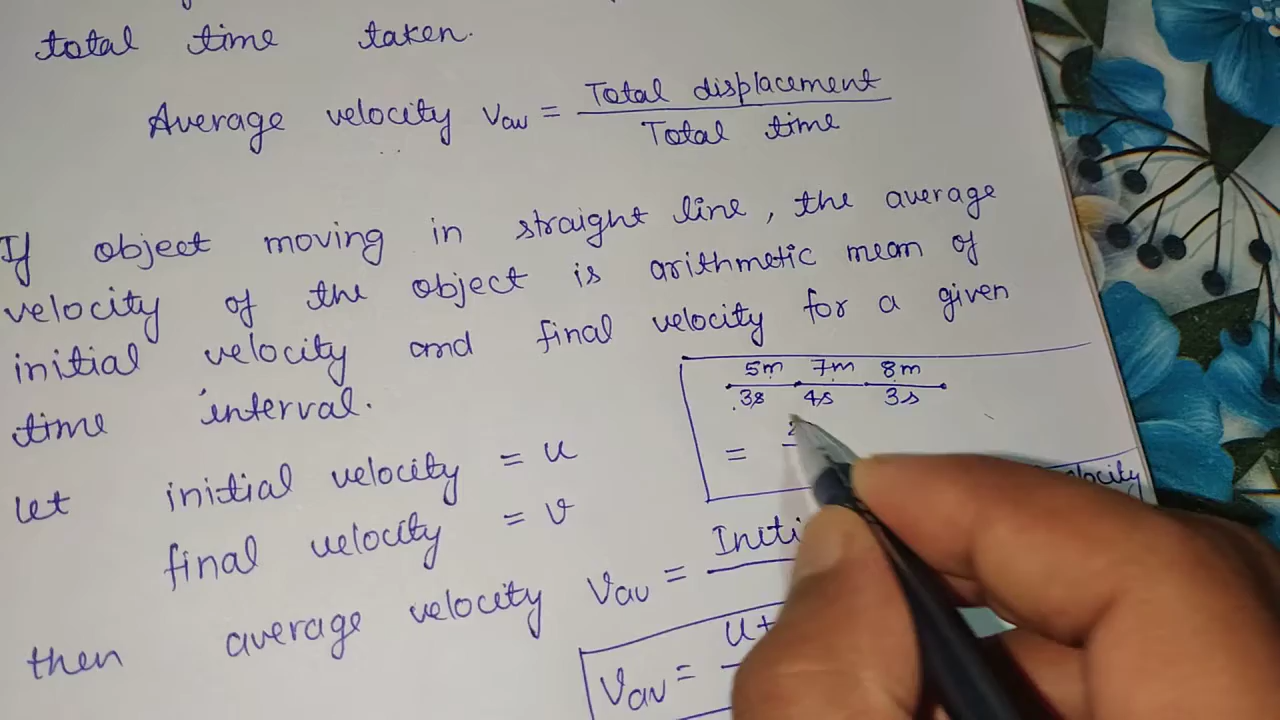 total time taken.
Average velocity Vav = Total displacement
Total time
If object moving in straight line, the average
velocity of the object is arithmetic mean of
initial velocity and final velocity for a given
time interval.
5m 7m 8m
3s 4s 3s
=
let initial velocity = u
final velocity = v
velocity
then average velocity Vav =
Vav = u+